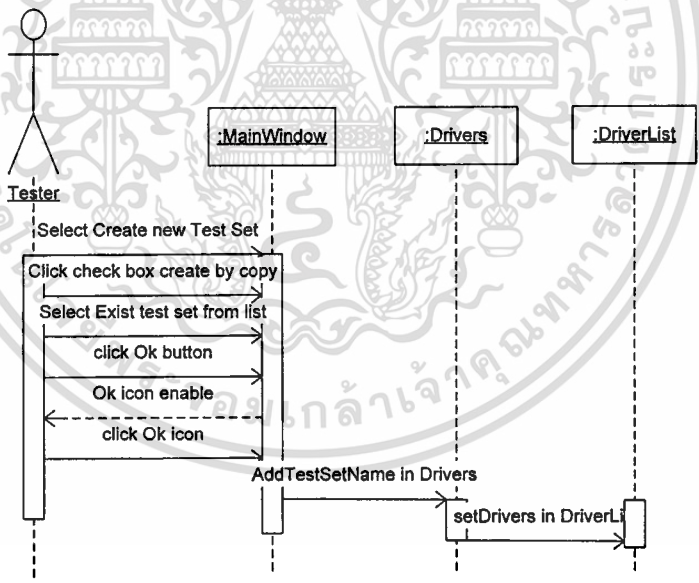 :MainWindow
:Drivers
:DriverList
Tester
Select Create new Test Set
Click check box create by copy
Select Exist test set from list
click Ok button
Ok icon enable
click Ok icon
AddTestSetName in Drivers
setDrivers in DriverLi